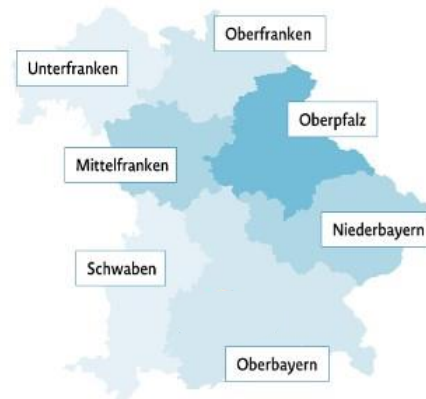 Oberfranken
Unterfranken
Oberpfalz
Mittelfranken
Niederbayern
Schwaben
Oberbayern